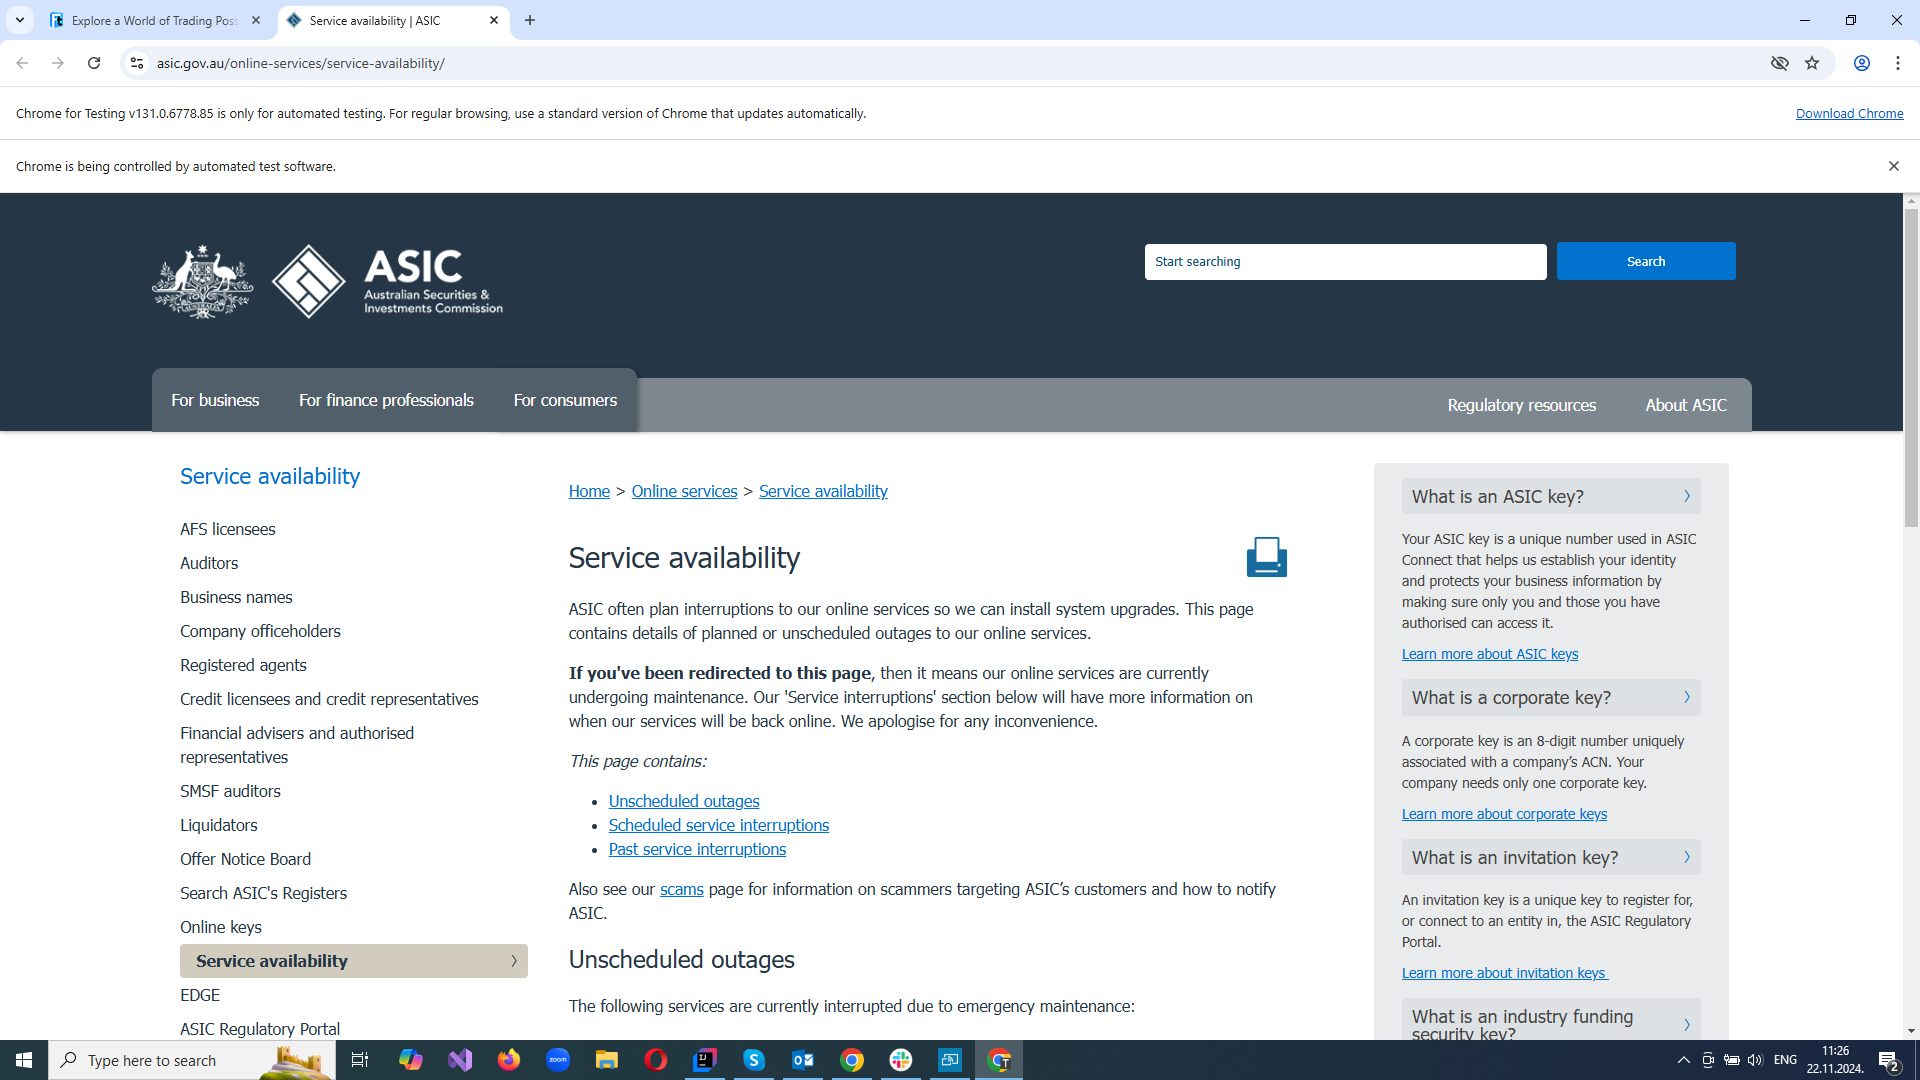 Explore a World of Trading Poss
Service availability | ASIC
asic.gov.au/online-services/service-availability/
Chrome for Testing v131.0.6778.85 is only for automated testing. For regular browsing, use a standard version of Chrome that updates automatically.
Download Chrome
Chrome is being controlled by automated test software.
ASIC
Australian Securities &
Investments Commission
Start searching
Search
For business
For finance professionals
For consumers
Regulatory resources
About ASIC
Service availability
AFS licensees
Auditors
Business names
Company officeholders
Registered agents
Credit licensees and credit representatives
Financial advisers and authorised
representatives
SMSF auditors
Liquidators
Offer Notice Board
Search ASIC's Registers
Online keys
Service availability
EDGE
ASIC Regulatory Portal
Home > Online services > Service availability
Service availability
ASIC often plan interruptions to our online services so we can install system upgrades. This page
contains details of planned or unscheduled outages to our online services.
If you've been redirected to this page, then it means our online services are currently
undergoing maintenance. Our 'Service interruptions' section below will have more information on
when our services will be back online. We apologise for any inconvenience.
This page contains:
• Unscheduled outages
• Scheduled service interruptions
• Past service interruptions
Also see our scams page for information on scammers targeting ASIC’s customers and how to notify
ASIC.
Unscheduled outages
The following services are currently interrupted due to emergency maintenance:
What is an ASIC key?
Your ASIC key is a unique number used in ASIC
Connect that helps us establish your identity
and protects your business information by
making sure only you and those you have
authorised can access it.
Learn more about ASIC keys
What is a corporate key?
A corporate key is an 8-digit number uniquely
associated with a company’s ACN. Your
company needs only one corporate key.
Learn more about corporate keys
What is an invitation key?
An invitation key is a unique key to register for,
or connect to an entity in, the ASIC Regulatory
Portal.
Learn more about invitation keys
What is an industry funding
security key?
Type here to search
zoom
ENG
11:26
22.11.2024.
2